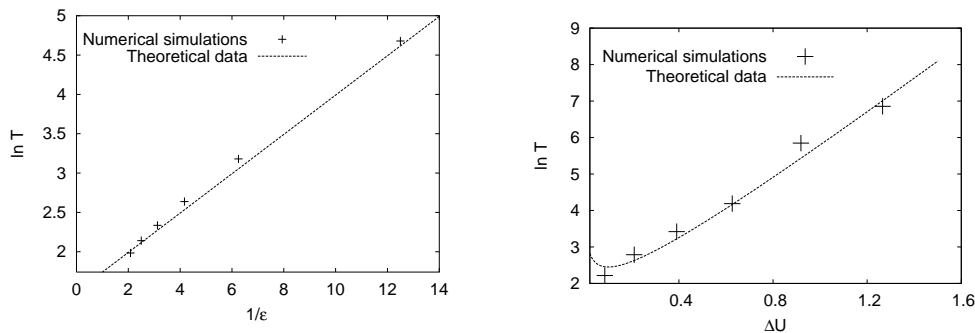 5
4.5
4
3.5
3
2.5
2
ln T
Numerical simulations
Theoretical data
0 2 4 6 8 10 12 14
1/ε
9
8
7
6
5
4
3
2
ln T
Numerical simulations
Theoretical data
0.4 0.8 1.2 1.6
ΔU